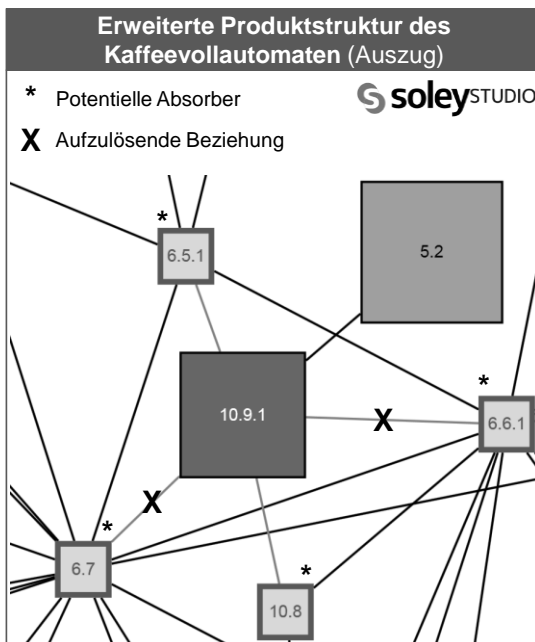 Erweiterte Produktstruktur des
Kaffeevollautomaten (Auszug)
* Potentielle Absorber
soleySTUDIO
X Aufzulösende Beziehung
*
6.5.1
5.2
*
10.9.1
X
6.6.1
X
*
6.7
*
10.8